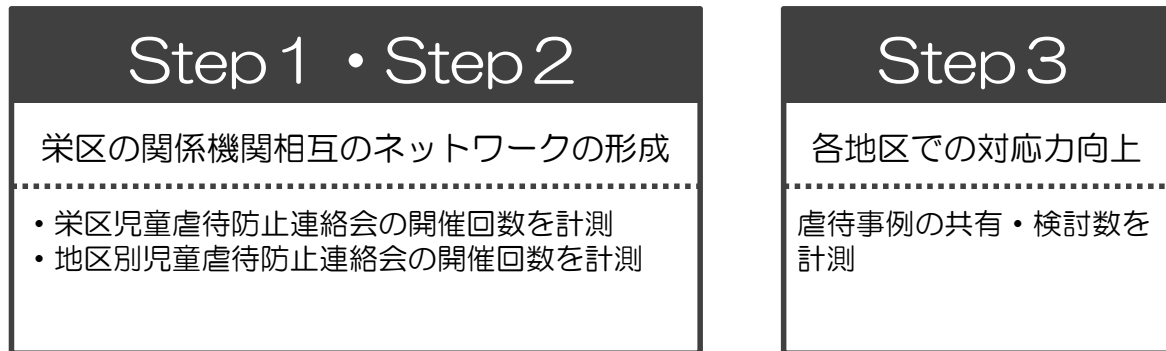 Step1・Step2
栄区の関係機関相互のネットワークの形成
・栄区児童虐待防止連絡会の開催回数を計測
・地区別児童虐待防止連絡会の開催回数を計測
Step3
各地区での対応力向上
虐待事例の共有・検討数を
計測